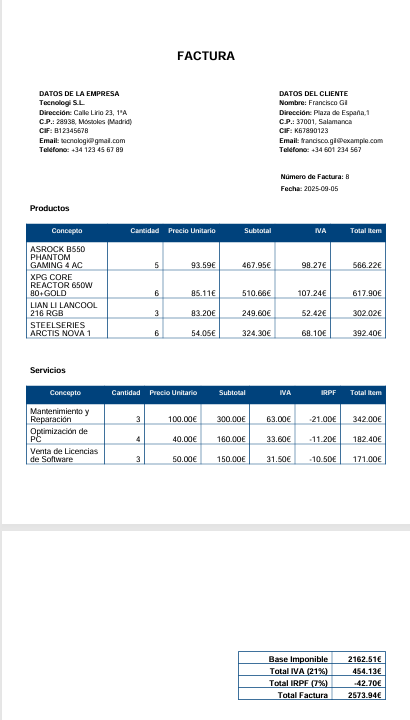 FACTURA
DATOS DE LA EMPRESA
Tecnologi S.L.
Dirección: Calle Lirio 23, 1ºA
C.P.: 28938, Móstoles (Madrid)
CIF: B12345678
Email: tecnologi@gmail.com
Teléfono: +34 123 45 67 89
DATOS DEL CLIENTE
Nombre: Francisco Gil
Dirección: Plaza de España,1
C.P.: 37001, Salamanca
CIF: K67890123
Email: francisco.gil@example.com
Teléfono: +34 601 234 567
Número de Factura: 8
Fecha: 2025-09-05
Productos
Concepto Cantidad Precio Unitario Subtotal IVA Total Item
ASROCK B550
PHANTOM
GAMING 4 AC 5 93.59€ 467.95€ 98.27€ 566.22€
XPG CORE
REACTOR 650W
80+GOLD 6 85.11€ 510.66€ 107.24€ 617.90€
LIAN LI LANCOOL
216 RGB 3 83.20€ 249.60€ 52.42€ 302.02€
STEELSERIES
ARCTIS NOVA 1 6 54.05€ 324.30€ 68.10€ 392.40€
Servicios
Concepto Cantidad Precio Unitario Subtotal IVA IRPF Total Item
Mantenimiento y
Reparación 3 100.00€ 300.00€ 63.00€ -21.00€ 342.00€
Optimización de
PC 4 40.00€ 160.00€ 33.60€ -11.20€ 182.40€
Venta de Licencias
de Software 3 50.00€ 150.00€ 31.50€ -10.50€ 171.00€
Base Imponible 2162.51€
Total IVA (21%) 454.13€
Total IRPF (7%) -42.70€
Total Factura 2573.94€